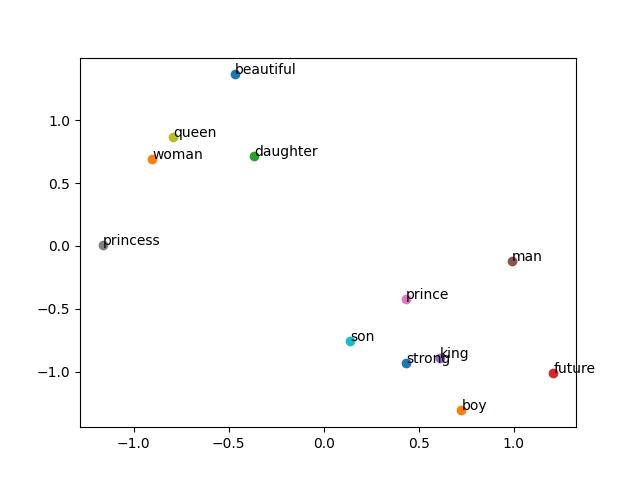 beautiful
1.0
queen
daughter
woman
0.5
princess
0.0
man
prince
−0.5
son
king
strong
future
−1.0
boy
−1.0
−0.5
0.0
0.5
1.0